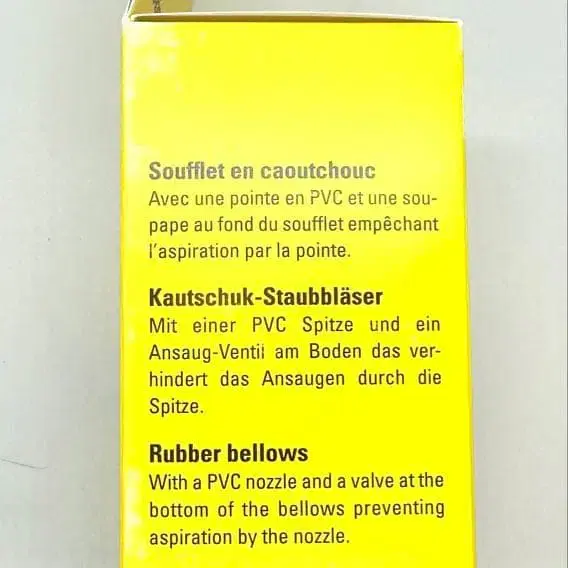 Soufflet en caoutchouc
Avec une pointe en PVC et une sou-
pape au fond du soufflet empêchant
l'aspiration par la pointe.
Kautschuk-Staubbläser
Mit einer PVC Spitze und ein
Ansaug-Ventil am Boden das ver-
hindert das Ansaugen durch die
Spitze.
Rubber bellows
With a PVC nozzle and a valve at the
bottom of the bellows preventing
aspiration by the nozzle.